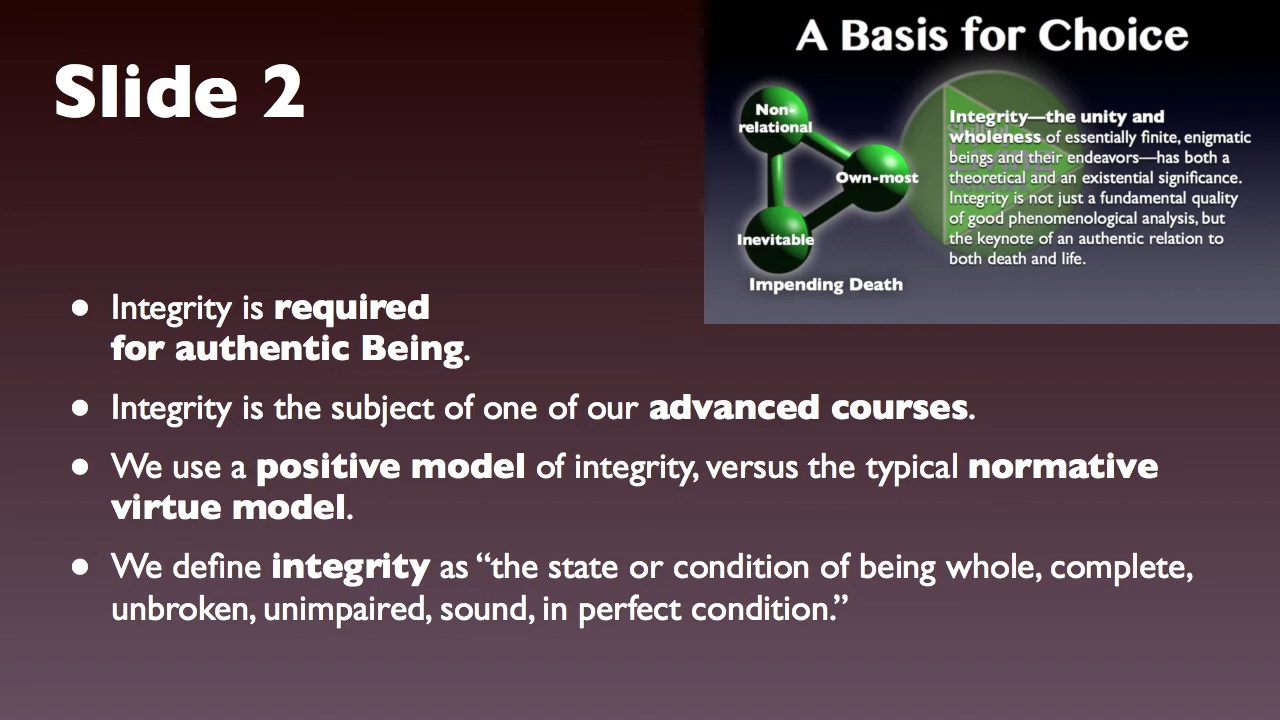 Slide 2
A Basis for Choice
Non-
relational
Own-most
Inevitable
Impending Death
Integrity—the unity and
wholeness of essentially finite, enigmatic
beings and their endeavors—has both a
theoretical and an existential significance.
Integrity is not just a fundamental quality
of good phenomenological analysis, but
the keynote of an authentic relation to
both death and life.
• Integrity is required
for authentic Being.
• Integrity is the subject of one of our advanced courses.
• We use a positive model of integrity, versus the typical normative
virtue model.
• We define integrity as “the state or condition of being whole, complete,
unbroken, unimpaired, sound, in perfect condition.”